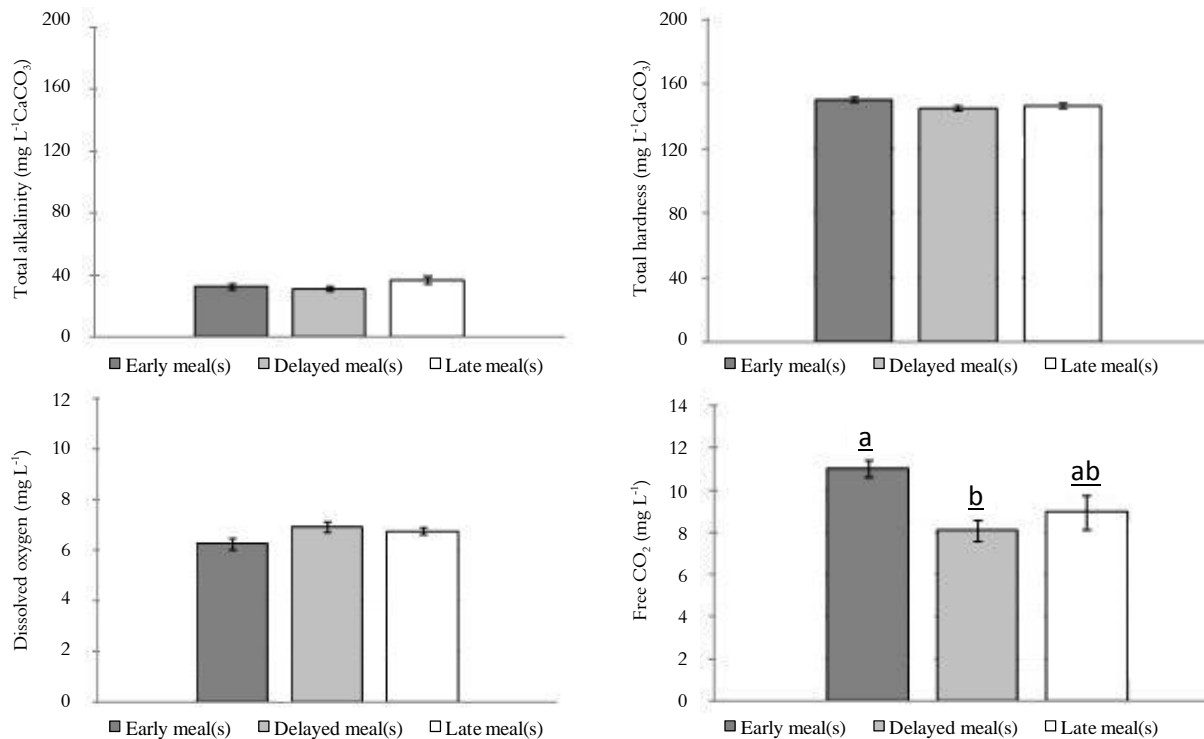 Total alkalinity (mg L⁻¹CaCO₃)
200
160
120
80
40
0
Early meal(s) Delayed meal(s) Late meal(s)
Total hardness (mg L⁻¹CaCO₃)
200
160
120
80
40
0
Early meal(s) Delayed meal(s) Late meal(s)
Dissolved oxygen (mg L⁻¹)
12
10
8
6
4
2
0
Early meal(s) Delayed meal(s) Late meal(s)
Free CO₂ (mg L⁻¹)
14
12
10
8
6
4
2
0
a
b
ab
Early meal(s) Delayed meal(s) Late meal(s)